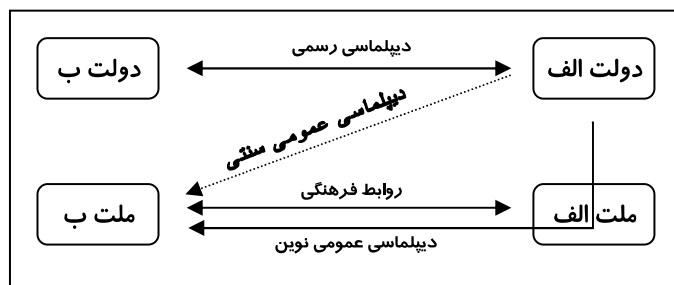 دولت الف
دیپلماسی رسمی
دولت ب
دیپلماسی عمومی سنتی
ملت الف
روابط فرهنگی
ملت ب
دیپلماسی عمومی نوین